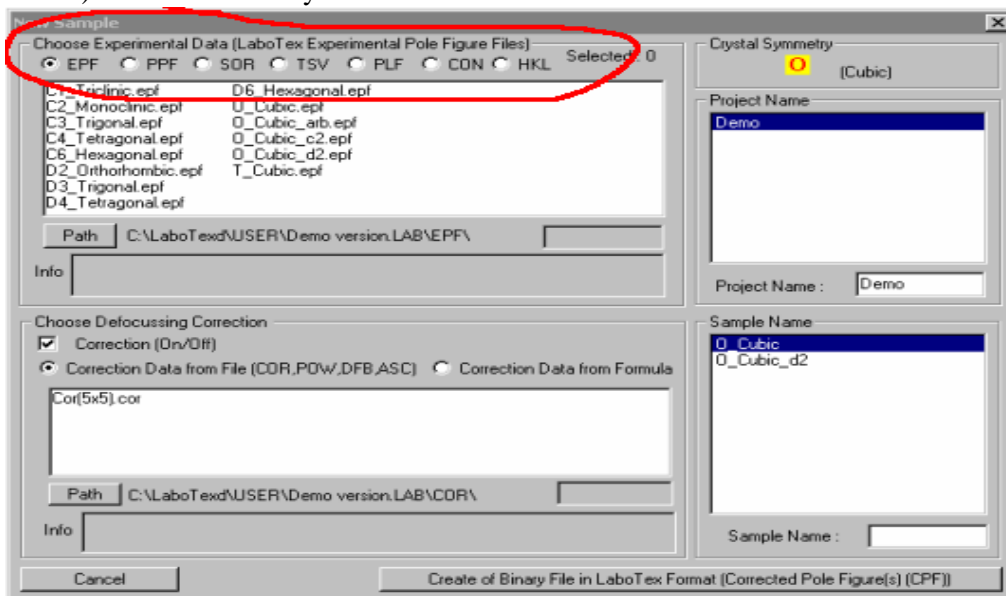 New Sample
Choose Experimental Data (LaboTex Experimental Pole Figure Files)
EPF PPF SOR TSV PLF CON HKL Selected: 0
C1_Triclinic.epf D6_Hexagonal.epf
C2_Monoclinic.epf O_Cubic.epf
C3_Trigonal.epf O_Cubic_arb.epf
C4_Tetragonal.epf O_Cubic_c2.epf
C6_Hexagonal.epf O_Cubic_d2.epf
D2_Orthorhombic.epf T_Cubic.epf
D3_Trigonal.epf
D4_Tetragonal.epf
Path C:\LaboTexd\USER\Demo version.LAB\EPF\
Info
Crystal Symmetry
O (Cubic)
Project Name
Demo
Project Name : Demo
Choose Defocussing Correction
Correction (On/Off)
Correction Data from File (COR,POW,DFB,ASC) Correction Data from Formula
Cor(5x5).cor
Path C:\LaboTexd\USER\Demo version.LAB\COR\
Info
Sample Name
O_Cubic
O_Cubic_d2
Sample Name :
Cancel
Create of Binary File in LaboTex Format (Corrected Pole Figure(s) (CPF))